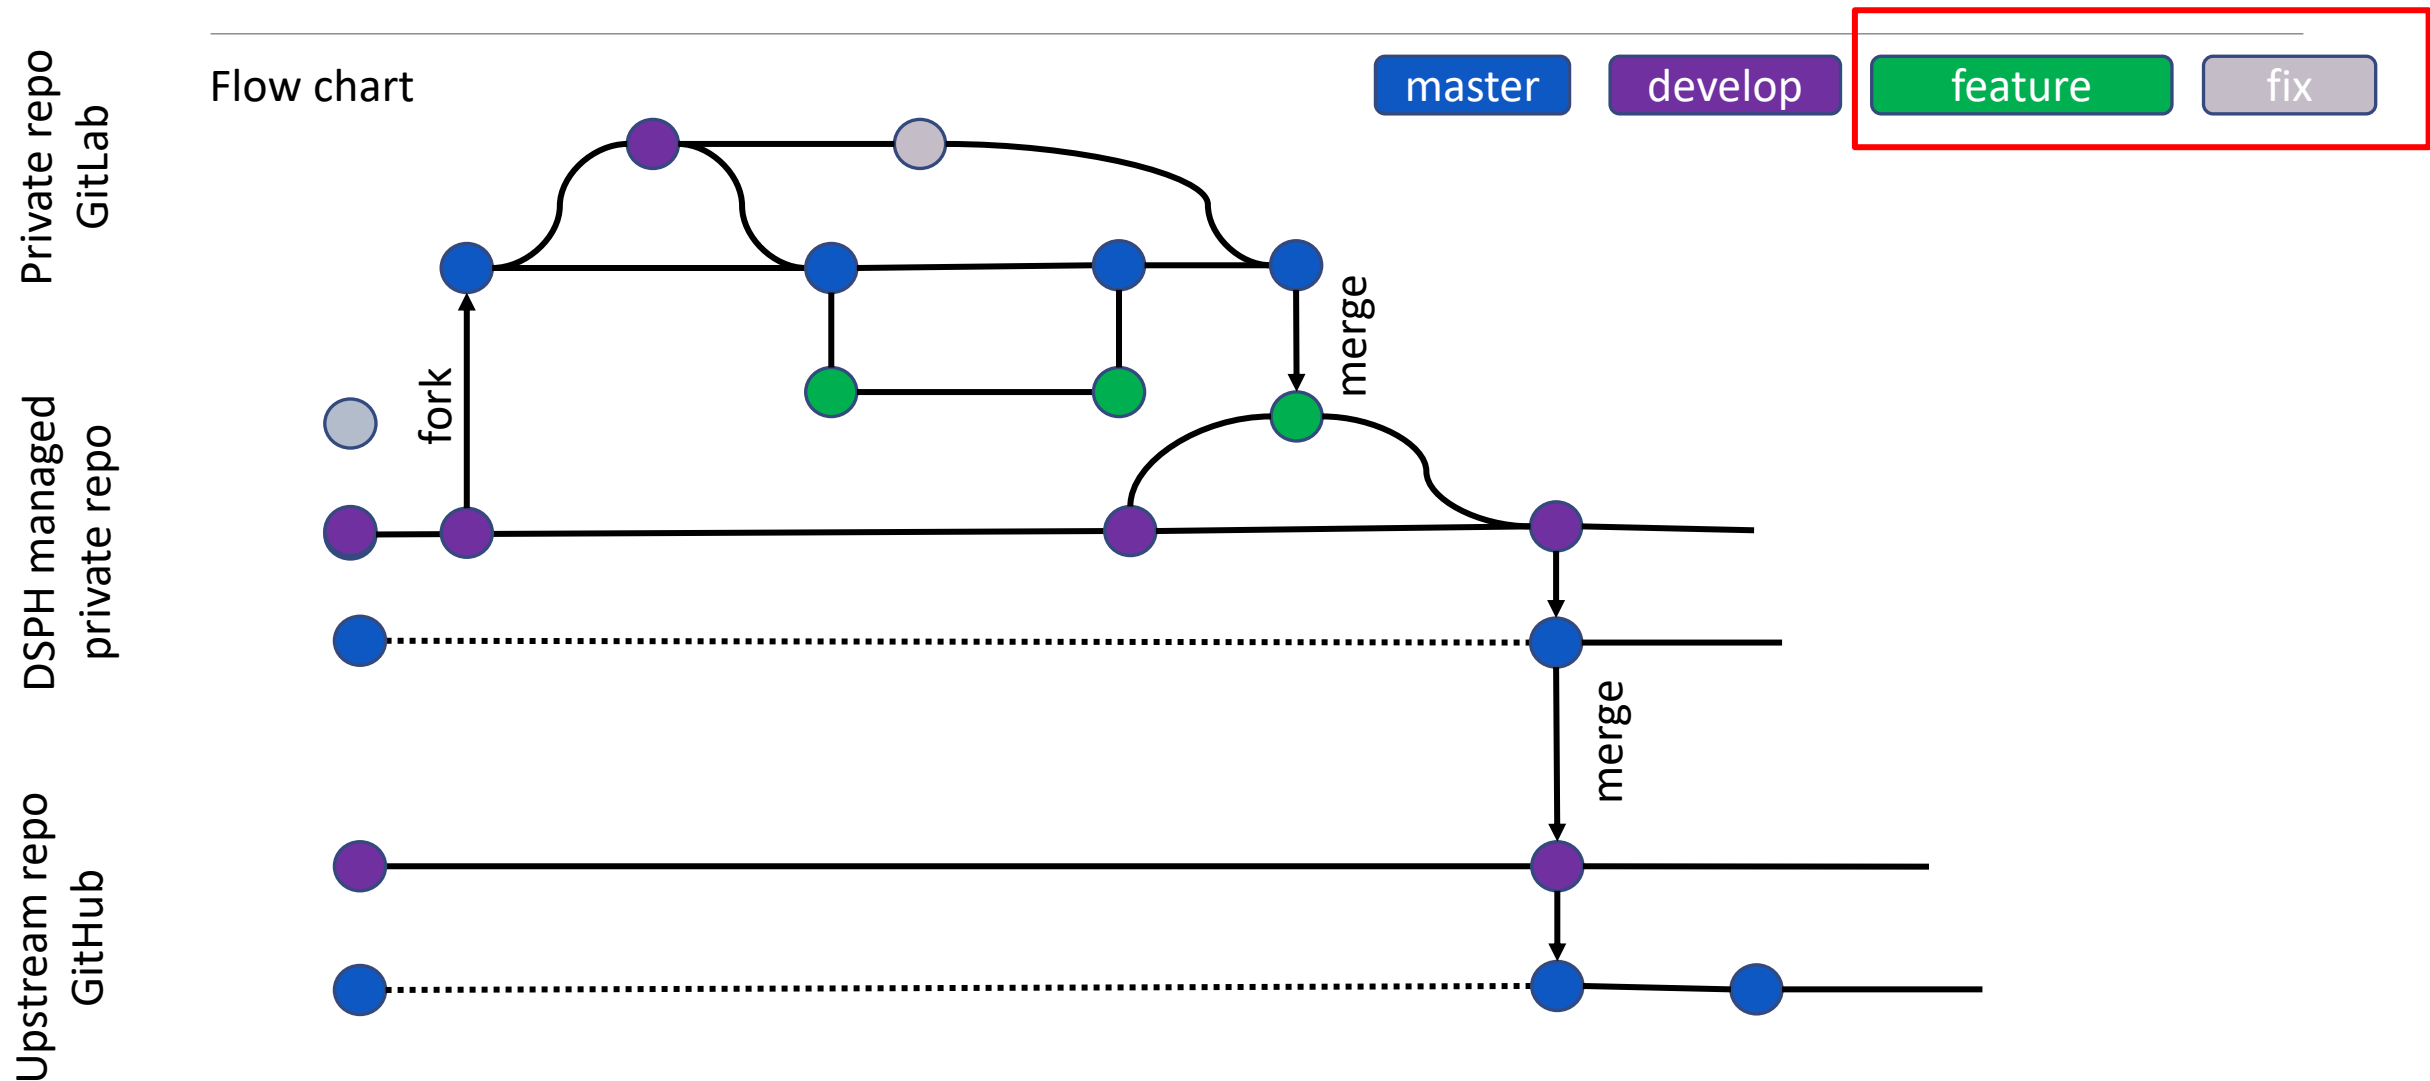 Flow chart
master
develop
feature
fix
Private repo
GitLab
fork
merge
DSPH managed
private repo
merge
Upstream repo
GitHub